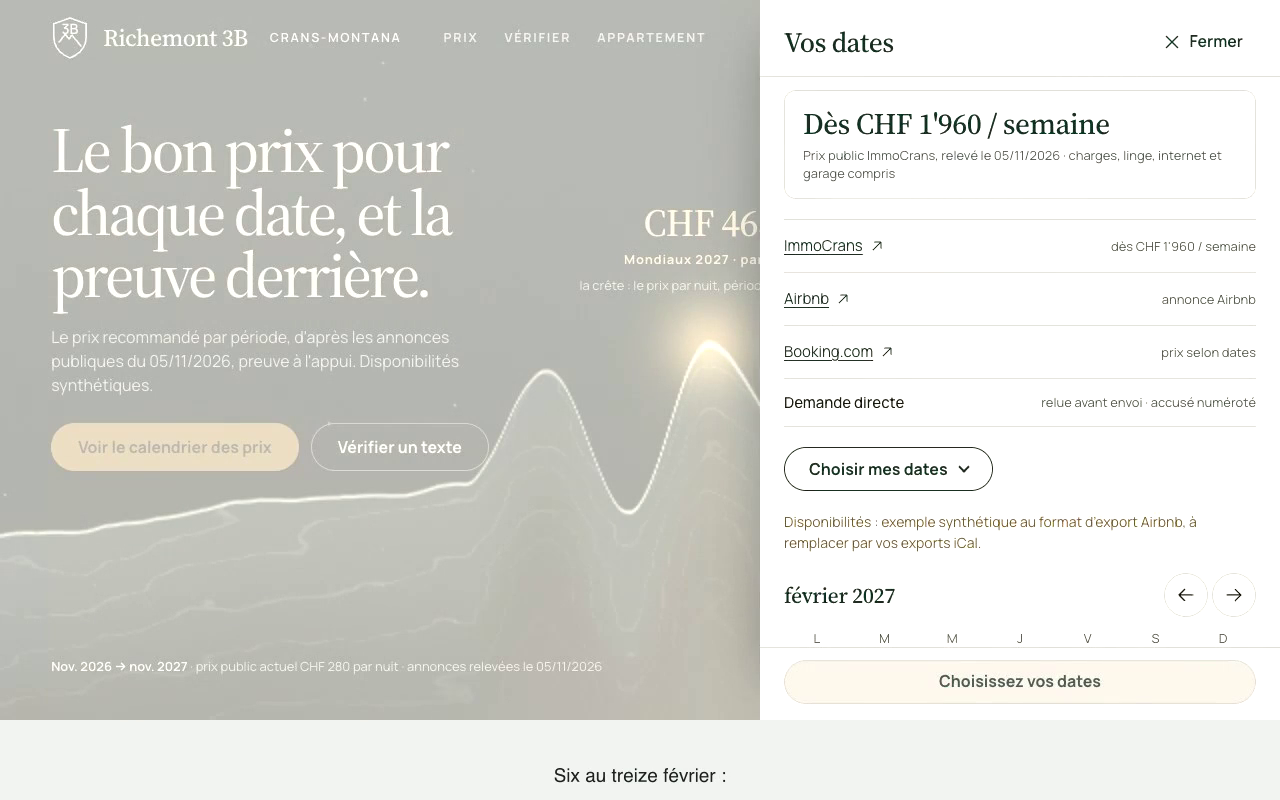 3B
Richemont 3B CRANS-MONTANA PRIX VÉRIFIER APPARTEMENT
Le bon prix pour
chaque date, et la
preuve derrière.
Le prix recommandé par période, d'après les annonces
publiques du 05/11/2026, preuve à l'appui. Disponibilités
synthétiques.
Voir le calendrier des prix
Vérifier un texte
CHF 46
Mondiaux 2027 · par
la crête : le prix par nuit,
Nov. 2026 → nov. 2027 · prix public actuel CHF 280 par nuit · annonces relevées le 05/11/2026
Vos dates
Fermer
Dès CHF 1'960 / semaine
Prix public ImmoCrans, relevé le 05/11/2026 · charges, linge, internet et
garage compris
ImmoCrans ↗ dès CHF 1'960 / semaine
Airbnb ↗ annonce Airbnb
Booking.com ↗ prix selon dates
Demande directe relue avant envoi · accusé numéroté
Choisir mes dates
Disponibilités : exemple synthétique au format d'export Airbnb, à
remplacer par vos exports iCal.
février 2027
L M M J V S D
Choisissez vos dates
Six au treize février :